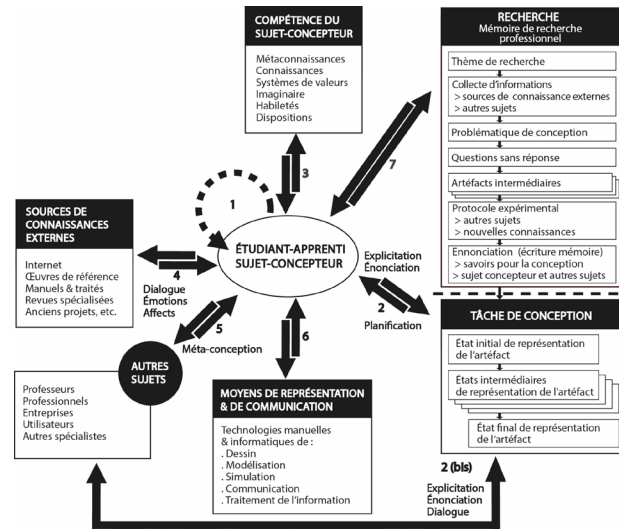 COMPÉTENCE DU
SUJET-CONCEPTEUR
Métaconnaissances
Connaissances
Systèmes de valeurs
Imaginaire
Habiletés
Dispositions
RECHERCHE
Mémoire de recherche
professionnel
Thème de recherche
Collecte d'informations
> sources de connaissance externes
> autres sujets
Problématique de conception
Questions sans réponse
Artéfacts intermédiaires
Protocole expérimental
> autres sujets
> nouvelles connaissances
Ennonciation (écriture mémoire)
> savoirs pour la conception
> sujet concepteur et autres sujets
3
7
1
SOURCES DE
CONNAISSANCES
EXTERNES
Internet
Œuvres de référence
Manuels & traités
Revues spécialisées
Anciens projets, etc.
ÉTUDIANT-APPRENTI
SUJET-CONCEPTEUR
4
Dialogue
Émotions
Affects
Explicitation
Énonciation
2
Planification
5
Méta-conception
6
TÂCHE DE CONCEPTION
État initial de représentation
de l'artéfact
États intermédiaires
de représentation de l'artéfact
État final de représentation
de l'artéfact
AUTRES
SUJETS
Professeurs
Professionnels
Entreprises
Utilisateurs
Autres spécialistes
MOYENS DE REPRÉSENTATION
& DE COMMUNICATION
Technologies manuelles
& informatiques de :
. Dessin
. Modélisation
. Simulation
. Communication
. Traitement de l'information
2 (bis)
Explicitation
Énonciation
Dialogue